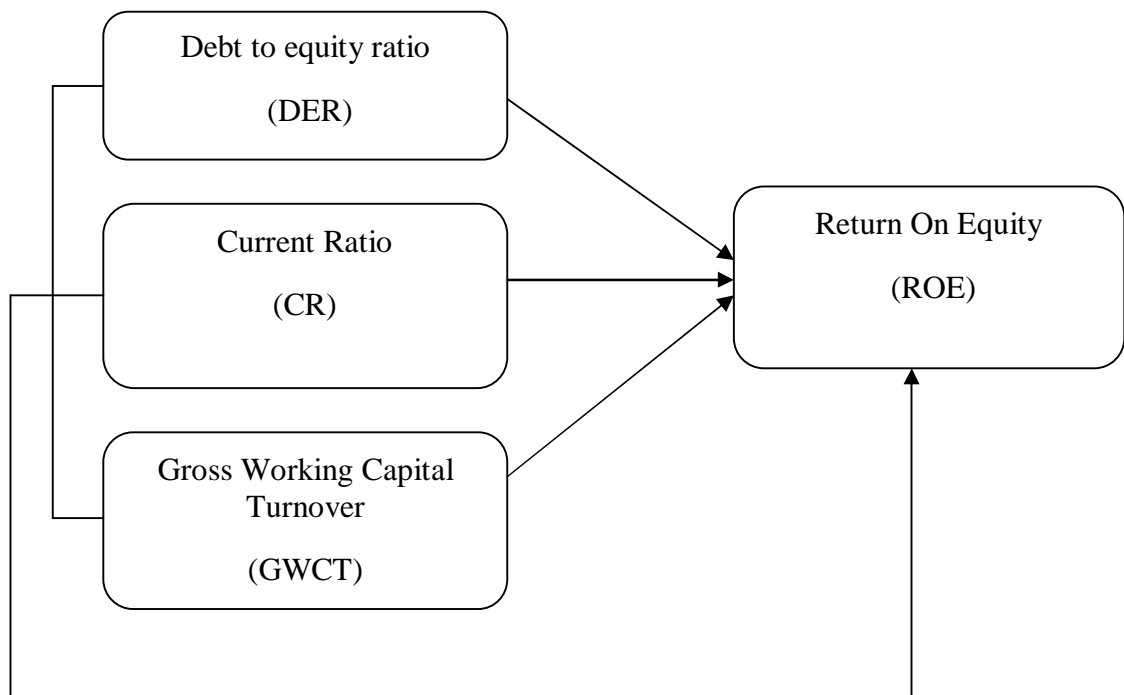 Debt to equity ratio
(DER)
Current Ratio
(CR)
Gross Working Capital
Turnover
(GWCT)
Return On Equity
(ROE)